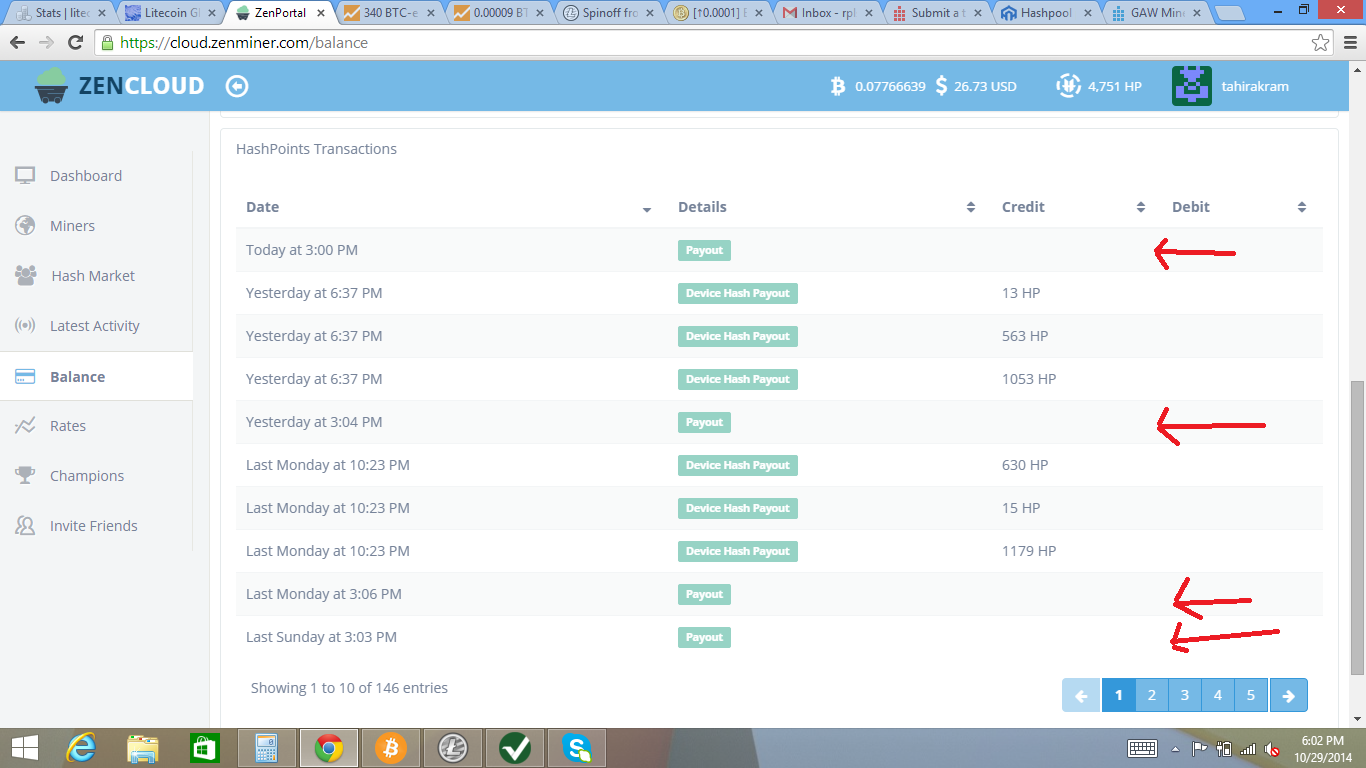 Stats | litec
Litecoin Gl
ZenPortal
340 BTC-e
0.00009 BT
Spinoff fro
[↑0.0001] E
Inbox - rpl
Submit a t
Hashpool
GAW Mine
https://cloud.zenminer.com/balance
ZENCLOUD
0.07766639 $ 26.73 USD
4,751 HP
tahirakram
Dashboard
Miners
Hash Market
Latest Activity
Balance
Rates
Champions
Invite Friends
HashPoints Transactions
Date Details Credit Debit
Today at 3:00 PM Payout
Yesterday at 6:37 PM Device Hash Payout 13 HP
Yesterday at 6:37 PM Device Hash Payout 563 HP
Yesterday at 6:37 PM Device Hash Payout 1053 HP
Yesterday at 3:04 PM Payout
Last Monday at 10:23 PM Device Hash Payout 630 HP
Last Monday at 10:23 PM Device Hash Payout 15 HP
Last Monday at 10:23 PM Device Hash Payout 1179 HP
Last Monday at 3:06 PM Payout
Last Sunday at 3:03 PM Payout
Showing 1 to 10 of 146 entries
1 2 3 4 5
6:02 PM
10/29/2014